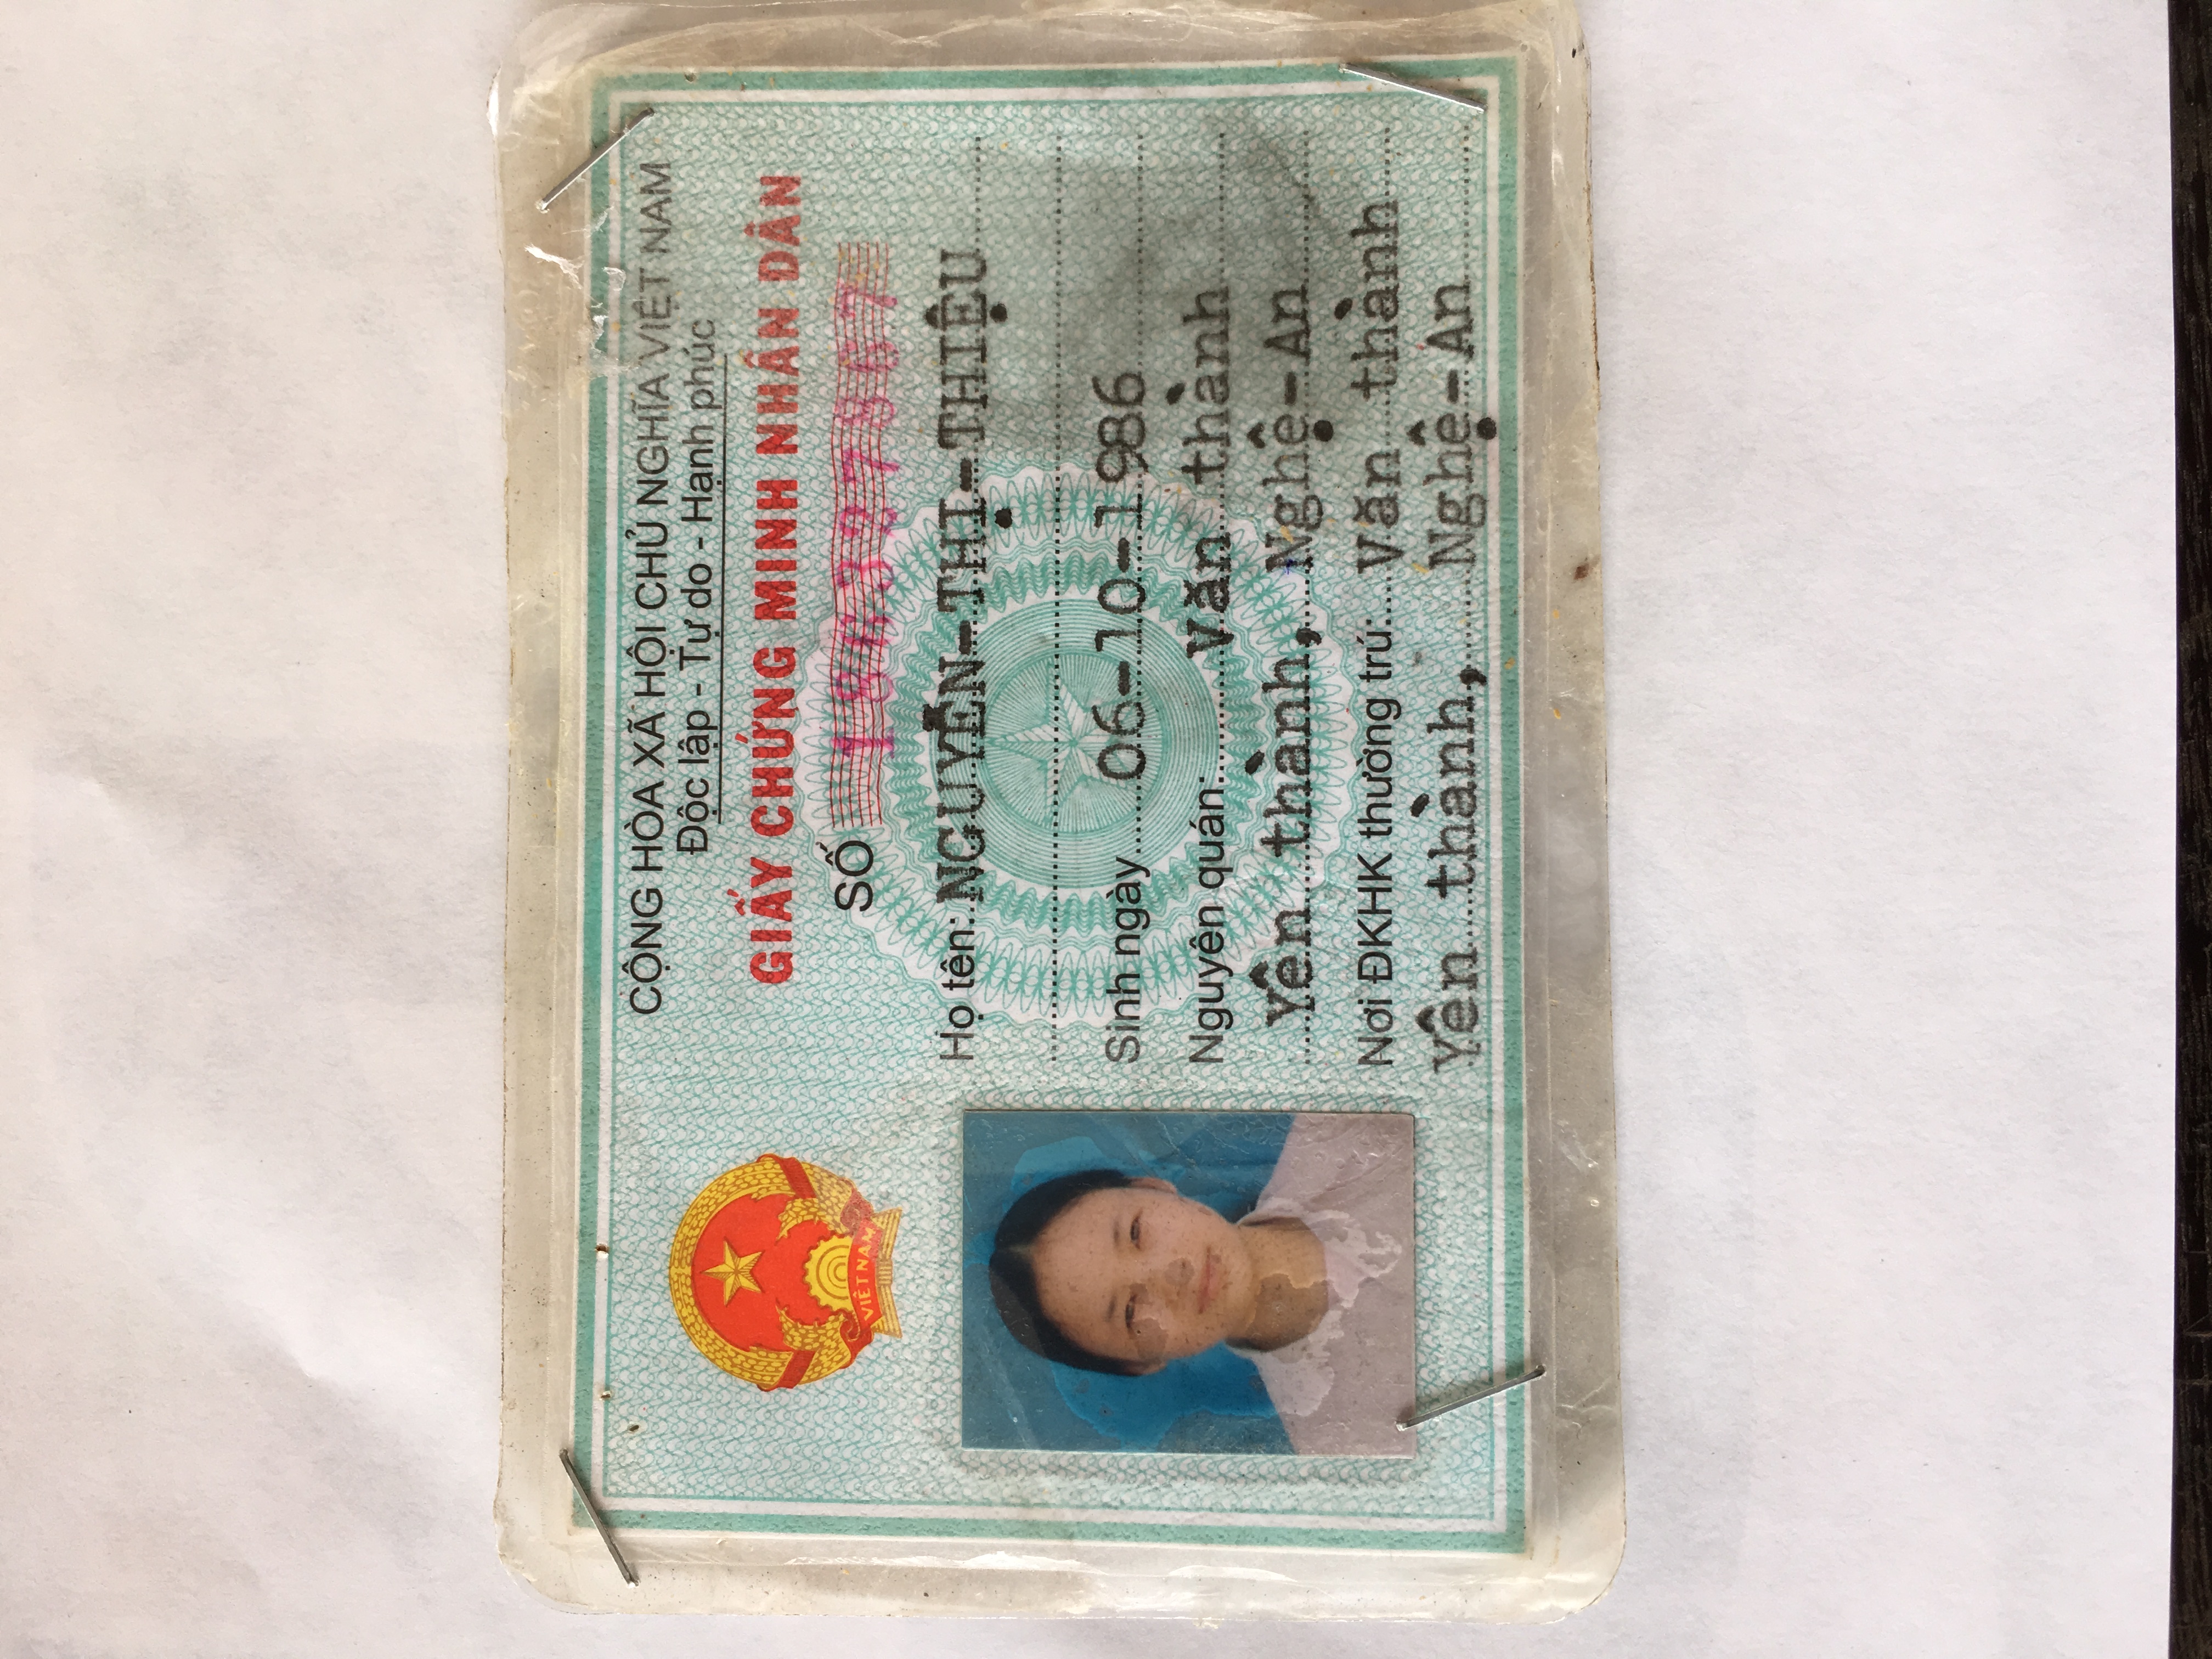 CỘNG HÒA XÃ HỘI CHỦ NGHĨA VIỆT NAM
Độc lập - Tự do - Hạnh phúc
GIẤY CHỨNG MINH NHÂN DÂN
SỐ
VIỆT NAM
Họ tên: NGUYỄN-THỊ-THIỆU
Sinh ngày 06-10-1986
Nguyên quán: Văn thành
Yên thành, Nghệ-An
Nơi ĐKHK thường trú: Văn thành
Yên thành, Nghệ-An